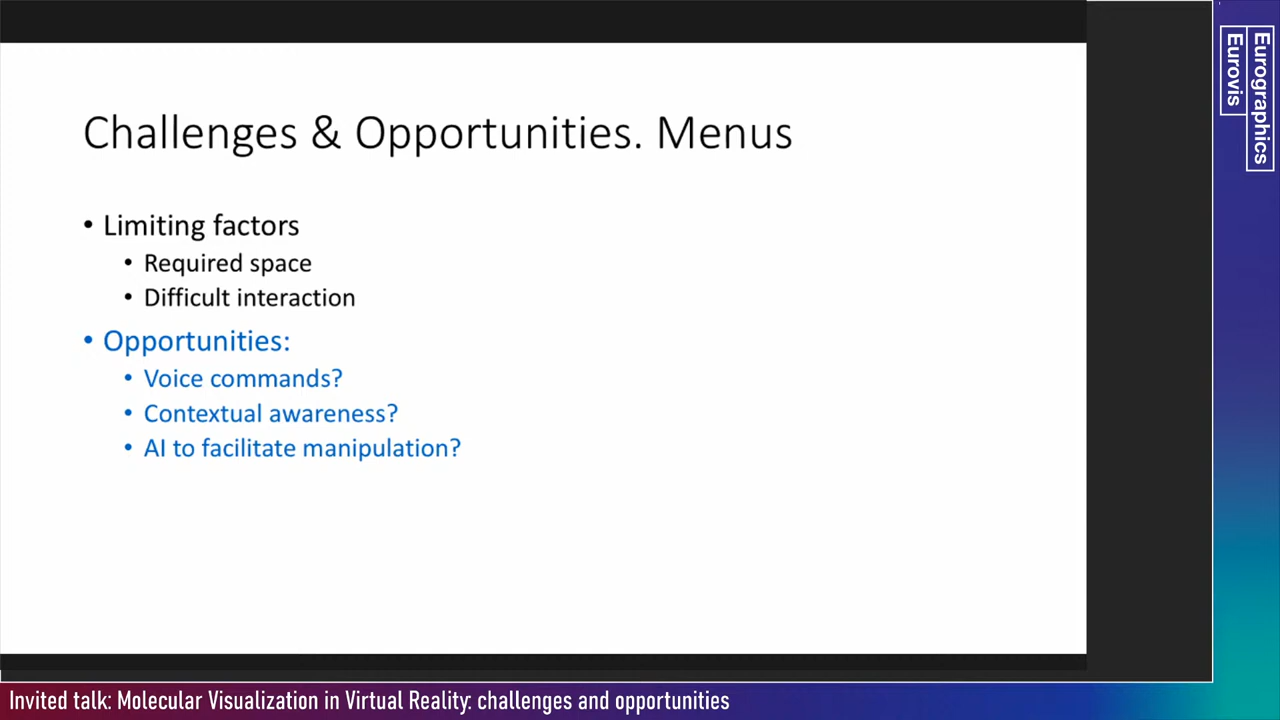 Challenges & Opportunities. Menus
• Limiting factors
• Required space
• Difficult interaction
• Opportunities:
• Voice commands?
• Contextual awareness?
• AI to facilitate manipulation?
Eurographics
Eurovis
Invited talk: Molecular Visualization in Virtual Reality: challenges and opportunities